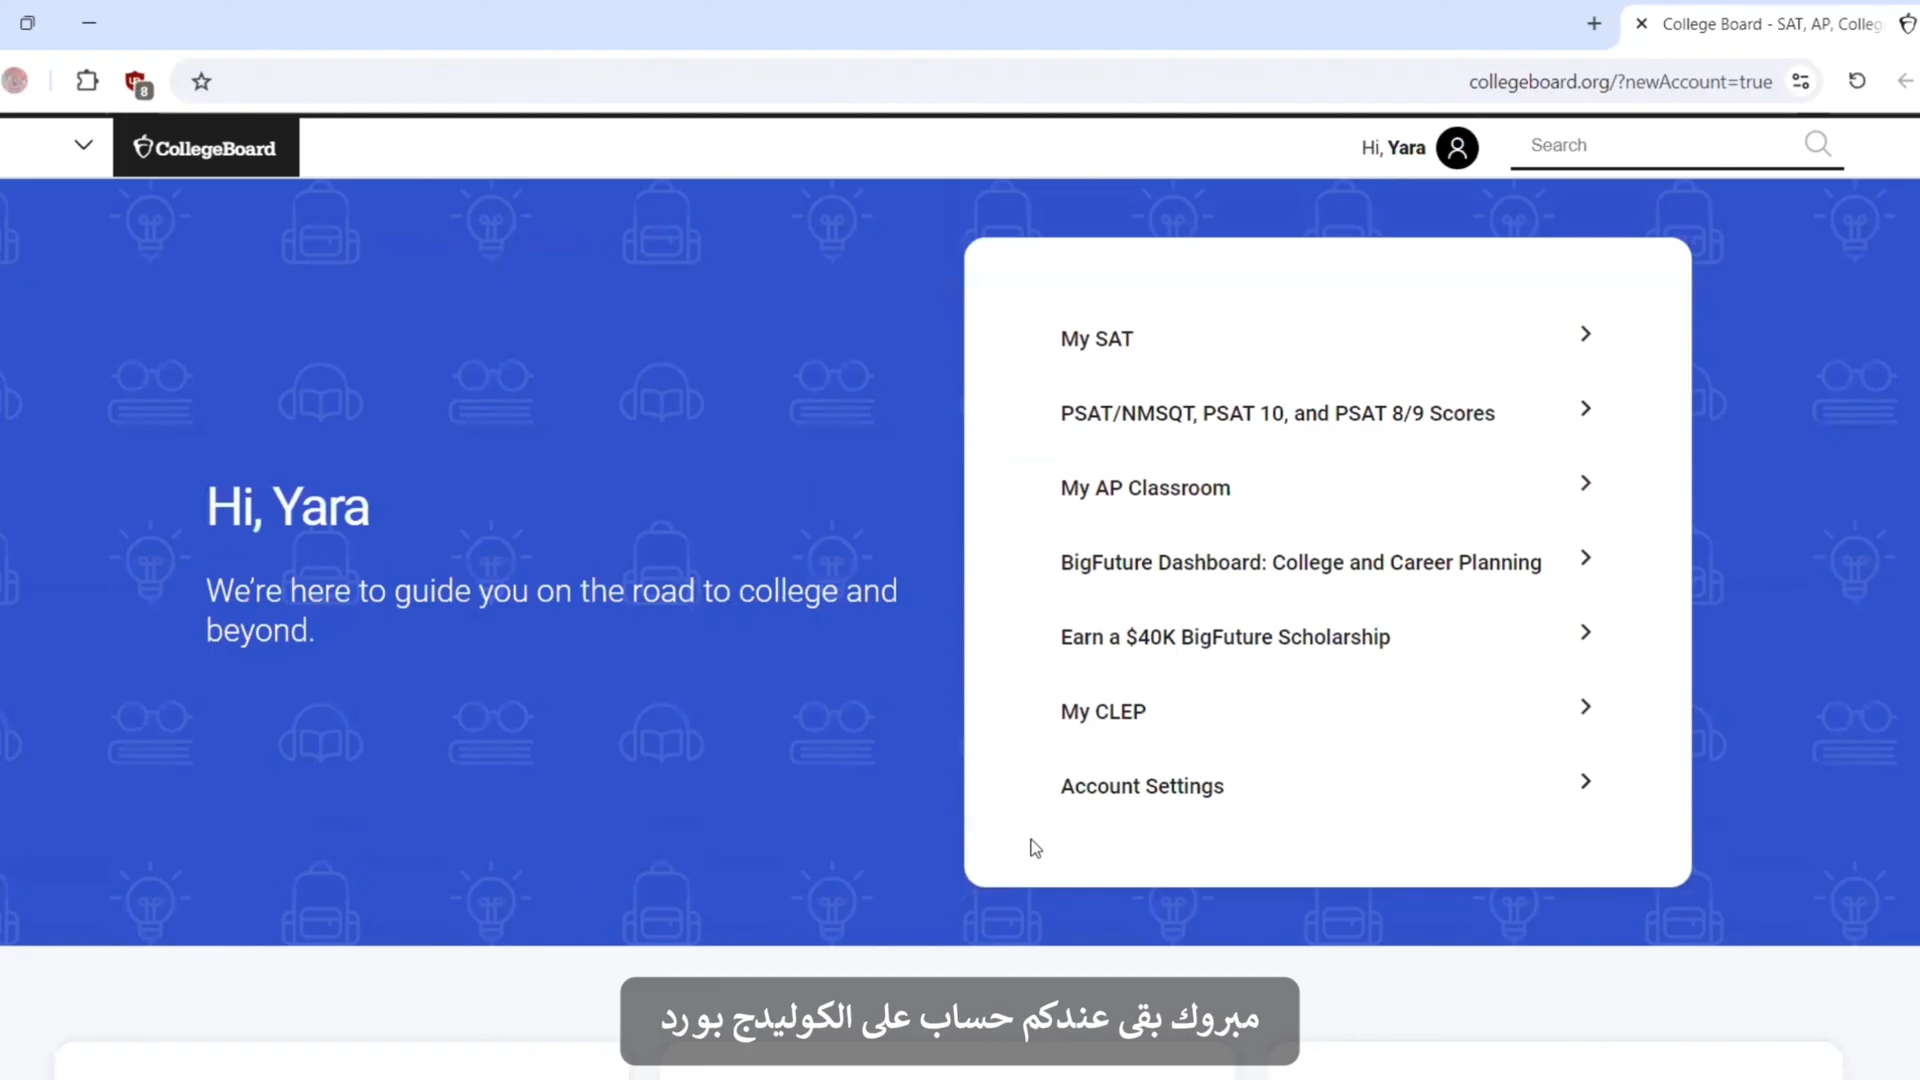 College Board - SAT, AP, Colleg
8
collegeboard.org/?newAccount=true
CollegeBoard
Hi, Yara
Search
My SAT
PSAT/NMSQT, PSAT 10, and PSAT 8/9 Scores
My AP Classroom
BigFuture Dashboard: College and Career Planning
Earn a $40K BigFuture Scholarship
My CLEP
Account Settings
Hi, Yara
We’re here to guide you on the road to college and
beyond.
مبروك بقى عندكم حساب على الكوليدج بورد